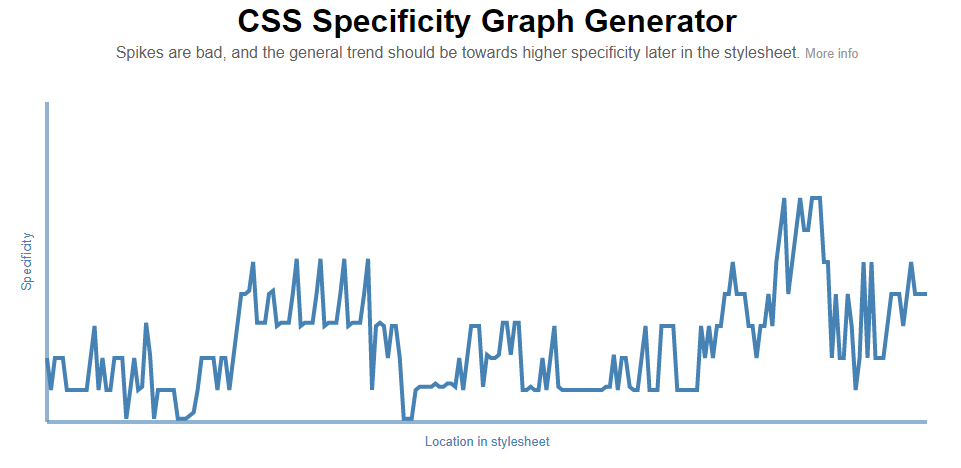 CSS Specificity Graph Generator
Spikes are bad, and the general trend should be towards higher specificity later in the stylesheet. More info
Specificity
Location in stylesheet